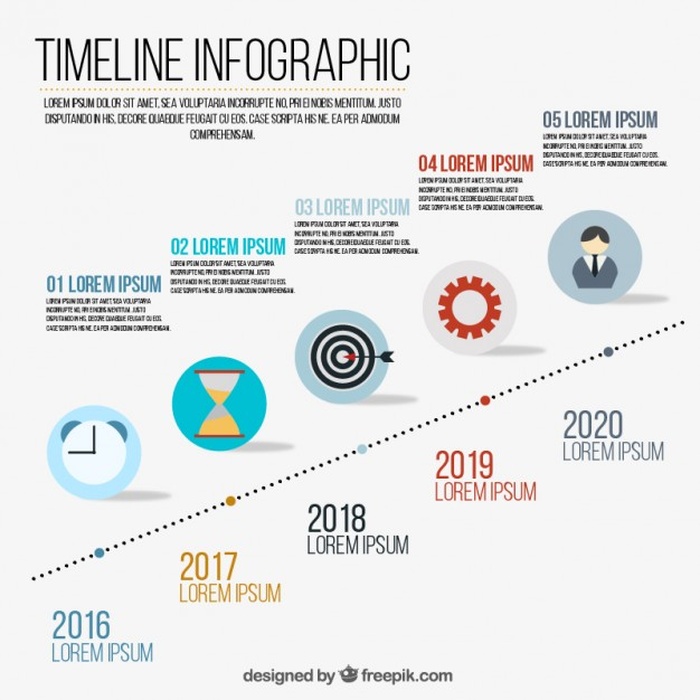 TIMELINE INFOGRAPHIC
LOREM IPSUM DOLOR SIT AMET, SEA VOLUPTARIA INCORRUPTE NO, PRI EI NOBIS MENTITUM. JUSTO
DISPUTANDO IN HIS, DECORE QUAEQUE FEUGAIT CU EOS. CASE SCRIPTA HIS NE. EA PER ADMODUM
COMPREHENSAM.
05 LOREM IPSUM
LOREM IPSUM DOLOR SIT AMET, SEA VOLUPTARIA
INCORRUPTE NO, PRI EI NOBIS MENTITUM. JUSTO
DISPUTANDO IN HIS, DECORE QUAEQUE FEUGAIT CU EOS.
CASE SCRIPTA HIS NE. EA PER ADMODUM COMPREHENSAM.
04 LOREM IPSUM
LOREM IPSUM DOLOR SIT AMET, SEA VOLUPTARIA
INCORRUPTE NO, PRI EI NOBIS MENTITUM. JUSTO
DISPUTANDO IN HIS, DECORE QUAEQUE FEUGAIT CU EOS.
CASE SCRIPTA HIS NE. EA PER ADMODUM COMPREHENSAM.
03 LOREM IPSUM
LOREM IPSUM DOLOR SIT AMET, SEA VOLUPTARIA
INCORRUPTE NO, PRI EI NOBIS MENTITUM. JUSTO
DISPUTANDO IN HIS, DECORE QUAEQUE FEUGAIT CU EOS.
CASE SCRIPTA HIS NE. EA PER ADMODUM COMPREHENSAM.
02 LOREM IPSUM
LOREM IPSUM DOLOR SIT AMET, SEA VOLUPTARIA
INCORRUPTE NO, PRI EI NOBIS MENTITUM. JUSTO
DISPUTANDO IN HIS, DECORE QUAEQUE FEUGAIT CU EOS.
CASE SCRIPTA HIS NE. EA PER ADMODUM COMPREHENSAM.
01 LOREM IPSUM
LOREM IPSUM DOLOR SIT AMET, SEA VOLUPTARIA
INCORRUPTE NO, PRI EI NOBIS MENTITUM. JUSTO
DISPUTANDO IN HIS, DECORE QUAEQUE FEUGAIT CU EOS.
CASE SCRIPTA HIS NE. EA PER ADMODUM COMPREHENSAM.
2020
LOREM IPSUM
2019
LOREM IPSUM
2018
LOREM IPSUM
2017
LOREM IPSUM
2016
LOREM IPSUM
designed by freepik.com